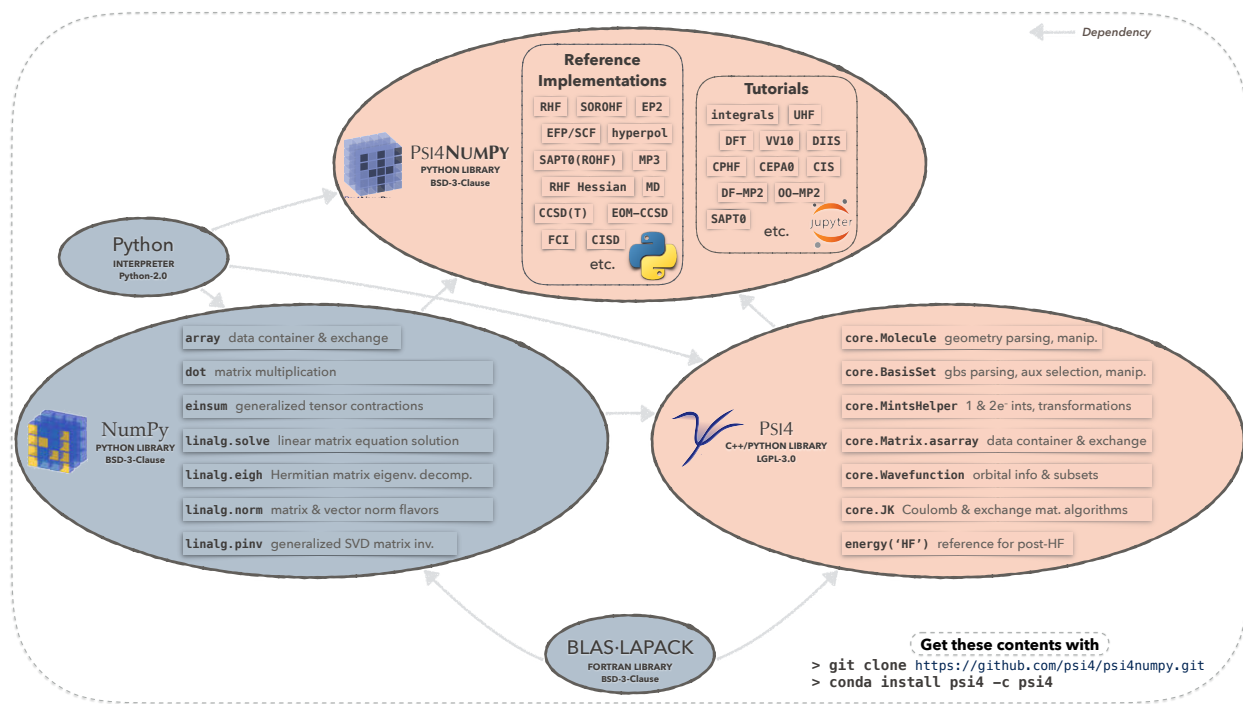 Dependency
Reference
Implementations
RHF SOROHF EP2
EFP/SCF hyperpol
SAPT0(ROHF) MP3
RHF Hessian MD
CCSD(T) EOM-CCSD
FCI CISD
etc.
Tutorials
integrals UHF
DFT VV10 DIIS
CPHF CEPA0 CIS
DF-MP2 OO-MP2
SAPT0 etc.
jupyter
PSI4NUMPY
PYTHON LIBRARY
BSD-3-Clause
Python
INTERPRETER
Python-2.0
NumPy
PYTHON LIBRARY
BSD-3-Clause
array data container & exchange
dot matrix multiplication
einsum generalized tensor contractions
linalg.solve linear matrix equation solution
linalg.eigh Hermitian matrix eigenv. decomp.
linalg.norm matrix & vector norm flavors
linalg.pinv generalized SVD matrix inv.
PSI4
C++/PYTHON LIBRARY
LGPL-3.0
core.Molecule geometry parsing, manip.
core.BasisSet gbs parsing, aux selection, manip.
core.MintsHelper 1 & 2e⁻ ints, transformations
core.Matrix.asarray data container & exchange
core.Wavefunction orbital info & subsets
core.JK Coulomb & exchange mat. algorithms
energy(‘HF’) reference for post-HF
BLAS·LAPACK
FORTRAN LIBRARY
BSD-3-Clause
Get these contents with
> git clone https://github.com/psi4/psi4numpy.git
> conda install psi4 -c psi4